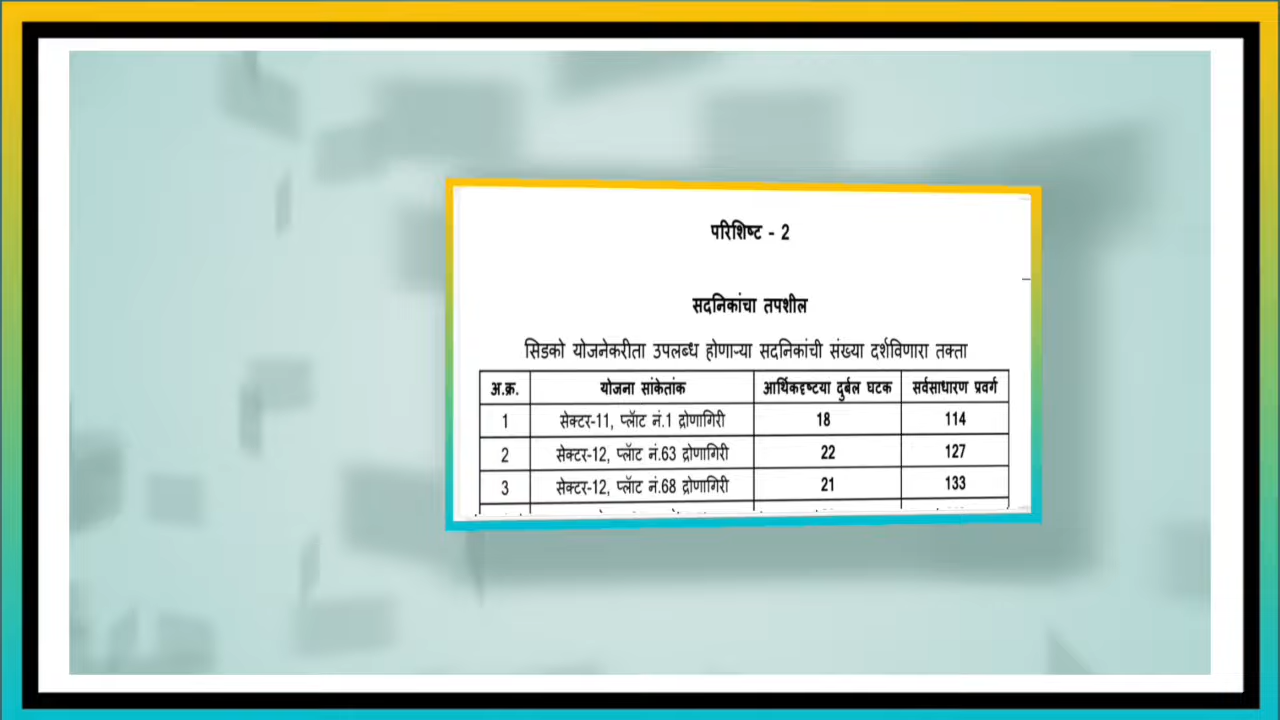 परिशिष्ट - 2
सदनिकांचा तपशील
सिडको योजनेकरीता उपलब्ध होणाऱ्या सदनिकांची संख्या दर्शविणारा तक्ता
अ.क्र. योजना सांकेतांक आर्थिकदृष्टया दुर्बल घटक सर्वसाधारण प्रवर्ग
1 सेक्टर-11, प्लॅाट नं.1 द्रोणागिरी 18 114
2 सेक्टर-12, प्लॅाट नं.63 द्रोणागिरी 22 127
3 सेक्टर-12, प्लॅाट नं.68 द्रोणागिरी 21 133